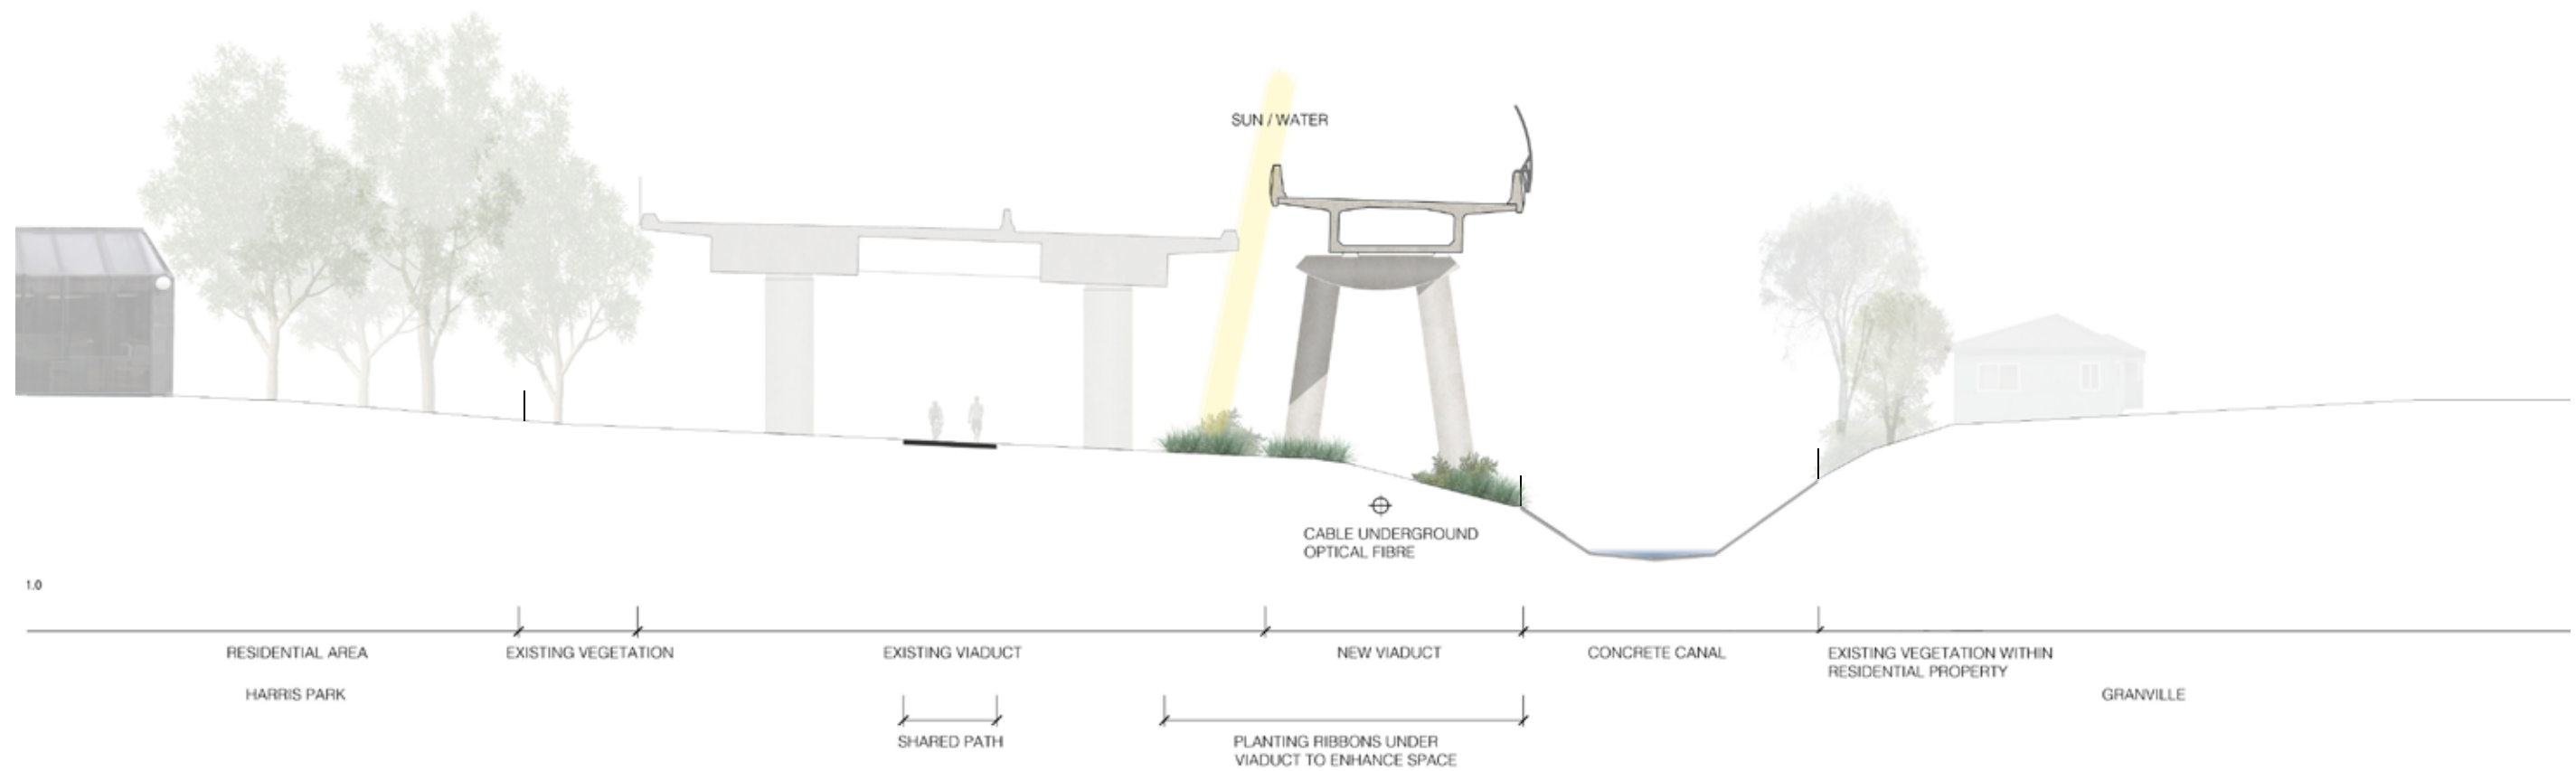 SUN / WATER
CABLE UNDERGROUND
OPTICAL FIBRE
1.0
RESIDENTIAL AREA
EXISTING VEGETATION
EXISTING VIADUCT
NEW VIADUCT
CONCRETE CANAL
EXISTING VEGETATION WITHIN
RESIDENTIAL PROPERTY
HARRIS PARK
GRANVILLE
SHARED PATH
PLANTING RIBBONS UNDER
VIADUCT TO ENHANCE SPACE